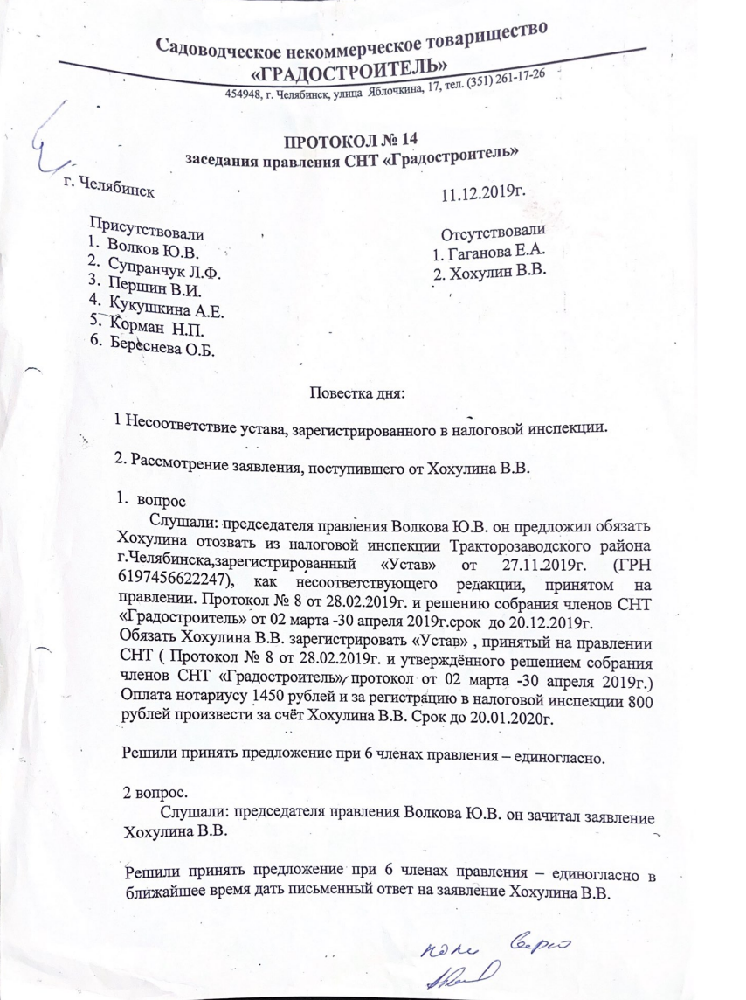 Садоводческое некоммерческое товарищество
«ГРАДОСТРОИТЕЛЬ»
454948, г. Челябинск, улица Яблочкина, 17, тел. (351) 261-17-26
ПРОТОКОЛ № 14
заседания правления СНТ «Градостроитель»
г. Челябинск 11.12.2019г.
Присутствовали
1. Волков Ю.В.
2. Супранчук Л.Ф.
3. Першин В.И.
4. Кукушкина А.Е.
5. Корман Н.П.
6. Береснева О.Б.
Отсутствовали
1. Гаганова Е.А.
2. Хохулин В.В.
Повестка дня:
1 Несоответствие устава, зарегистрированного в налоговой инспекции.
2. Рассмотрение заявления, поступившего от Хохулина В.В.
1. вопрос
Слушали: председателя правления Волкова Ю.В. он предложил обязать
Хохулина отозвать из налоговой инспекции Тракторозаводского района
г.Челябинска,зарегистрированный «Устав» от 27.11.2019г. (ГРН
6197456622247), как несоответствующего редакции, принятом на
правлении. Протокол № 8 от 28.02.2019г. и решению собрания членов СНТ
«Градостроитель» от 02 марта -30 апреля 2019г.срок до 20.12.2019г.
Обязать Хохулина В.В. зарегистрировать «Устав» , принятый на правлении
СНТ ( Протокол № 8 от 28.02.2019г. и утверждённого решением собрания
членов СНТ «Градостроитель», протокол от 02 марта -30 апреля 2019г.)
Оплата нотариусу 1450 рублей и за регистрацию в налоговой инспекции 800
рублей произвести за счёт Хохулина В.В. Срок до 20.01.2020г.
Решили принять предложение при 6 членах правления – единогласно.
2 вопрос.
Слушали: председателя правления Волкова Ю.В. он зачитал заявление
Хохулина В.В.
Решили принять предложение при 6 членах правления – единогласно в
ближайшее время дать письменный ответ на заявление Хохулина В.В.
верно